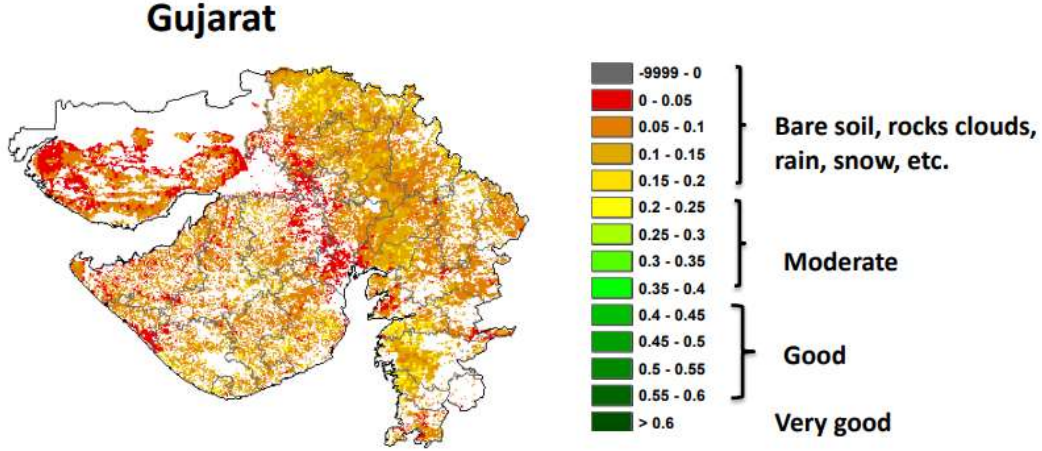 Gujarat
-9999 - 0
0 - 0.05
0.05 - 0.1
0.1 - 0.15
0.15 - 0.2
0.2 - 0.25
0.25 - 0.3
0.3 - 0.35
0.35 - 0.4
0.4 - 0.45
0.45 - 0.5
0.5 - 0.55
0.55 - 0.6
> 0.6
Bare soil, rocks clouds,
rain, snow, etc.
Moderate
Good
Very good